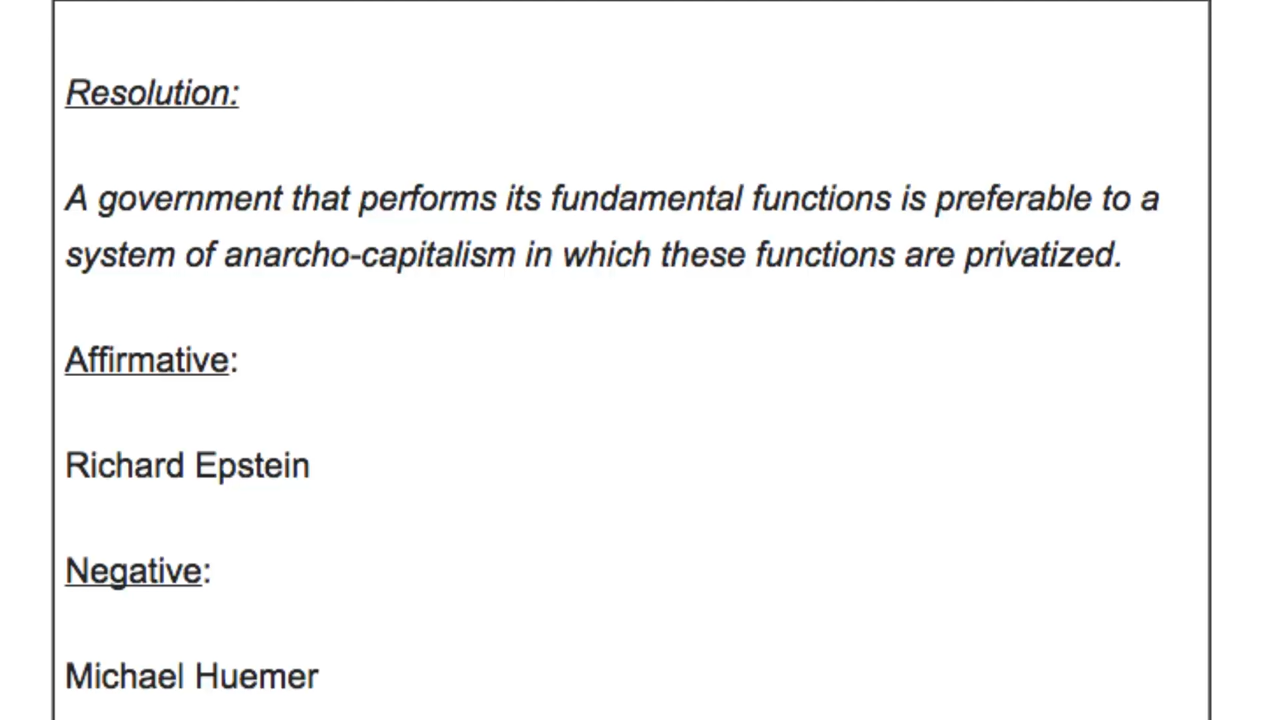 Resolution:
A government that performs its fundamental functions is preferable to a
system of anarcho-capitalism in which these functions are privatized.
Affirmative:
Richard Epstein
Negative:
Michael Huemer